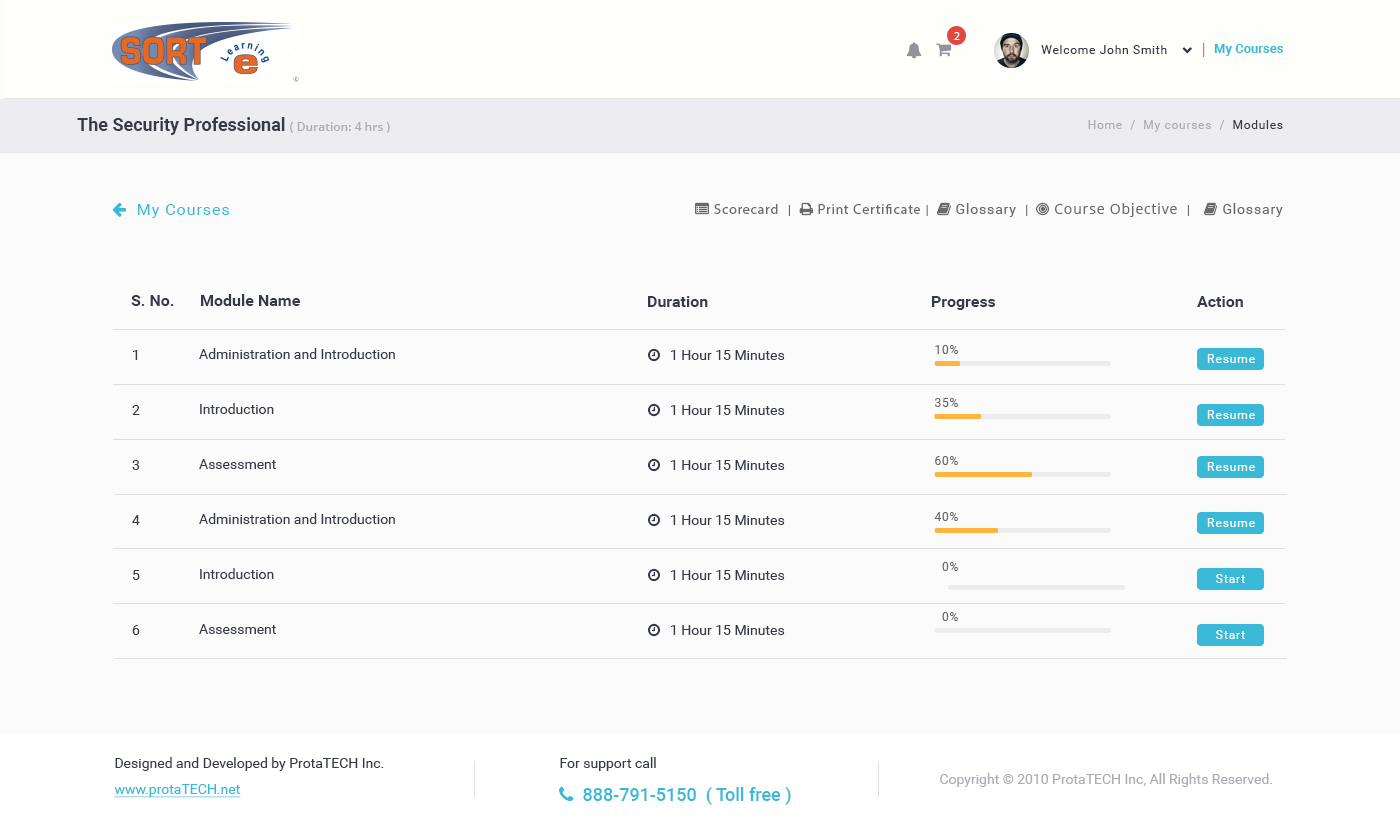 SORT Learning e ©
2
Welcome John Smith | My Courses
The Security Professional ( Duration: 4 hrs )
Home / My courses / Modules
My Courses
Scorecard | Print Certificate | Glossary | Course Objective | Glossary
S. No. Module Name Duration Progress Action
1 Administration and Introduction 1 Hour 15 Minutes 10% Resume
2 Introduction 1 Hour 15 Minutes 35% Resume
3 Assessment 1 Hour 15 Minutes 60% Resume
4 Administration and Introduction 1 Hour 15 Minutes 40% Resume
5 Introduction 1 Hour 15 Minutes 0% Start
6 Assessment 1 Hour 15 Minutes 0% Start
Designed and Developed by ProtaTECH Inc.
www.protaTECH.net
For support call
888-791-5150 ( Toll free )
Copyright © 2010 ProtaTECH Inc, All Rights Reserved.